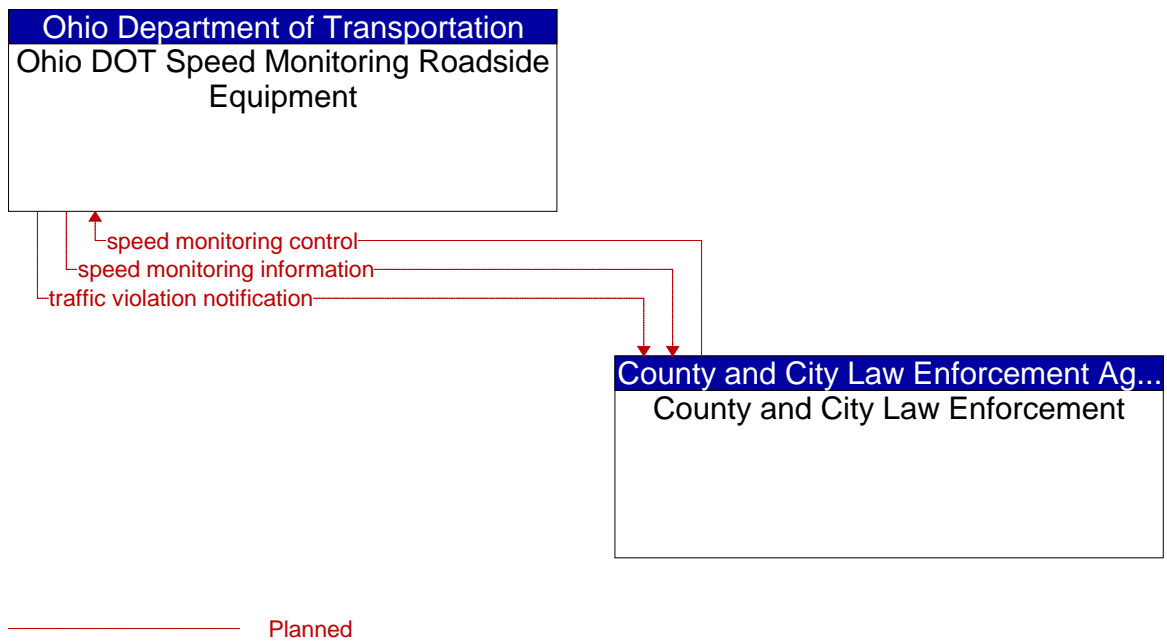 Ohio Department of Transportation
Ohio DOT Speed Monitoring Roadside
Equipment
speed monitoring control
speed monitoring information
traffic violation notification
County and City Law Enforcement Ag...
County and City Law Enforcement
Planned